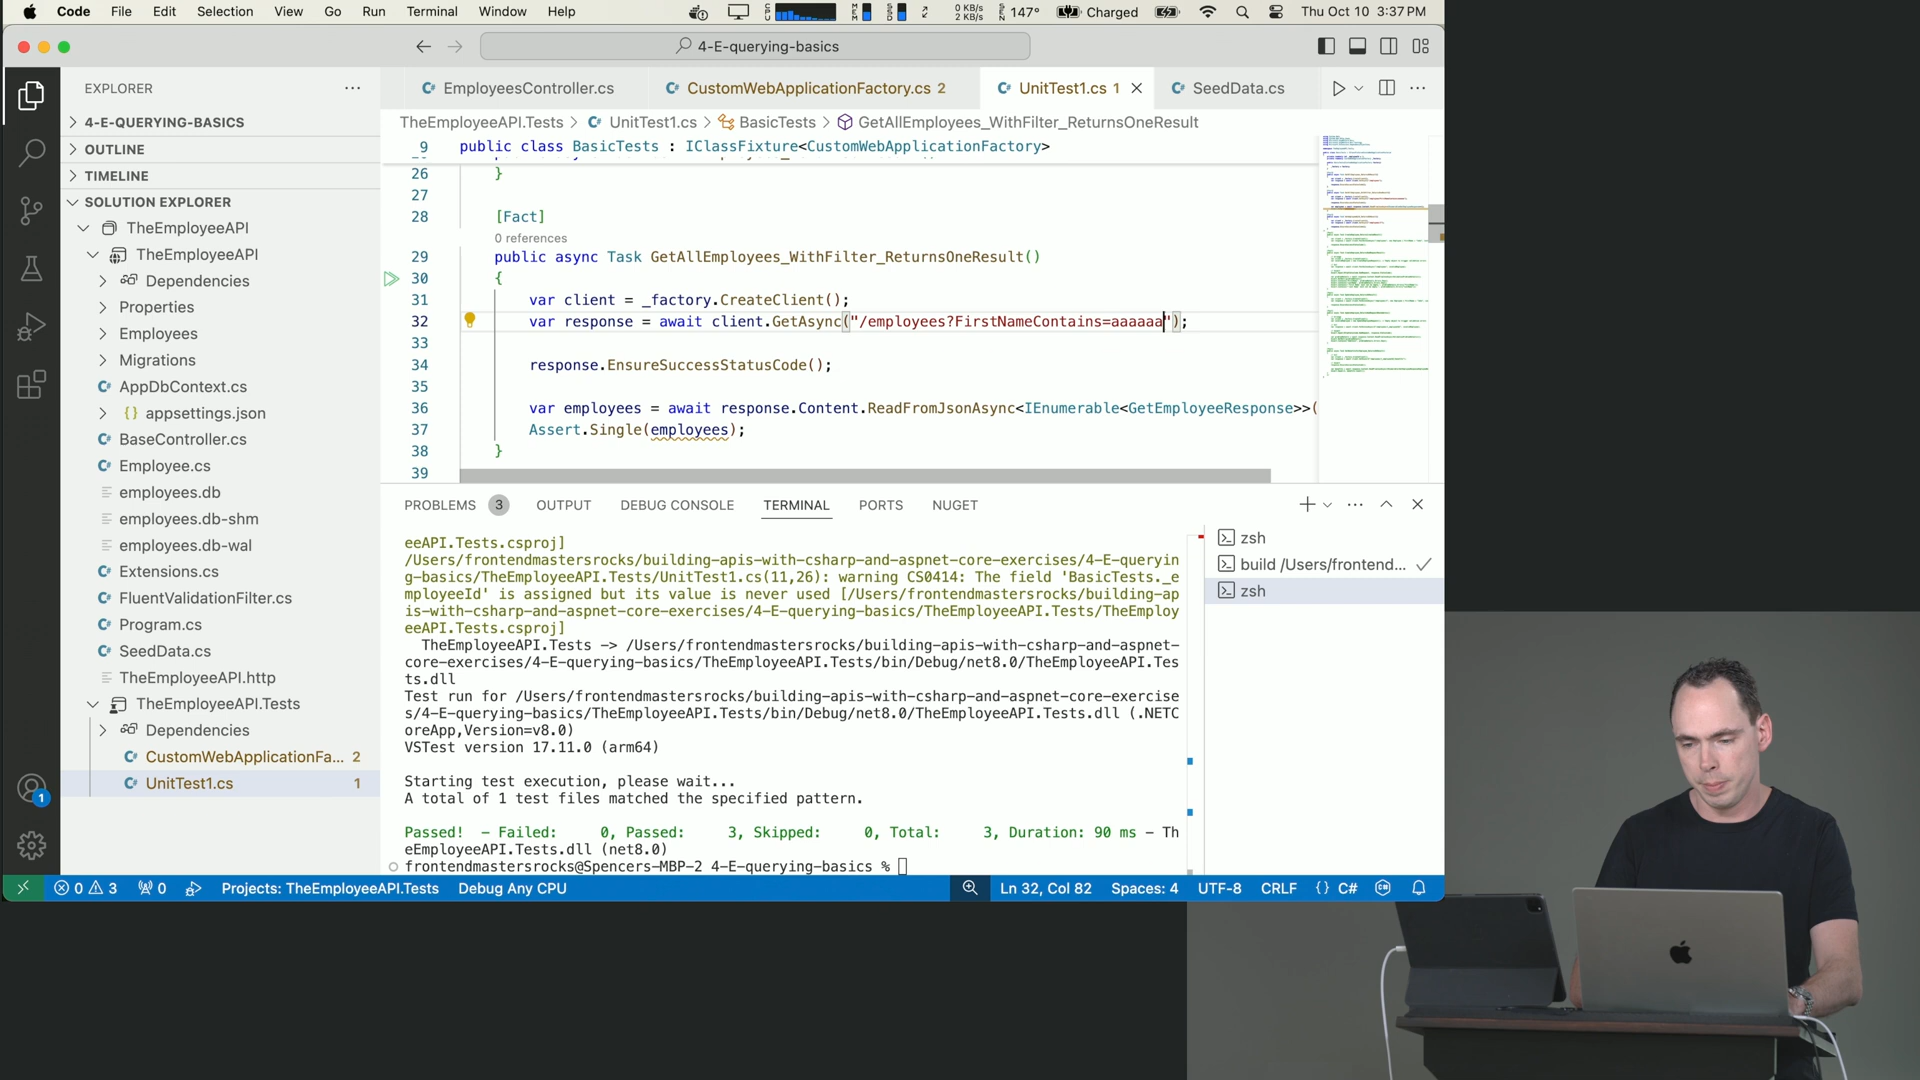 Code File Edit Selection View Go Run Terminal Window Help
0 KB/s
2 KB/s
147° Charged Thu Oct 10 3:37 PM
4-E-querying-basics
EXPLORER
4-E-QUERYING-BASICS
OUTLINE
TIMELINE
SOLUTION EXPLORER
TheEmployeeAPI
TheEmployeeAPI
Dependencies
Properties
Employees
Migrations
AppDbContext.cs
{} appsettings.json
BaseController.cs
Employee.cs
employees.db
employees.db-shm
employees.db-wal
Extensions.cs
FluentValidationFilter.cs
Program.cs
SeedData.cs
TheEmployeeAPI.http
TheEmployeeAPI.Tests
Dependencies
CustomWebApplicationFa... 2
UnitTest1.cs 1
1
EmployeesController.cs CustomWebApplicationFactory.cs 2 UnitTest1.cs 1 SeedData.cs
TheEmployeeAPI.Tests > UnitTest1.cs > BasicTests > GetAllEmployees_WithFilter_ReturnsOneResult
9 public class BasicTests : IClassFixture<CustomWebApplicationFactory>
26 }
27
28 [Fact]
0 references
29 public async Task GetAllEmployees_WithFilter_ReturnsOneResult()
30 {
31 var client = _factory.CreateClient();
32 var response = await client.GetAsync("/employees?FirstNameContains=aaaaaa");
33
34 response.EnsureSuccessStatusCode();
35
36 var employees = await response.Content.ReadFromJsonAsync<IEnumerable<GetEmployeeResponse>>(
37 Assert.Single(employees);
38 }
39
PROBLEMS 3 OUTPUT DEBUG CONSOLE TERMINAL PORTS NUGET
eeAPI.Tests.csproj]
/Users/frontendmastersrocks/building-apis-with-csharp-and-aspnet-core-exercises/4-E-queryin
g-basics/TheEmployeeAPI.Tests/UnitTest1.cs(11,26): warning CS0414: The field 'BasicTests._e
mployeeId' is assigned but its value is never used [/Users/frontendmastersrocks/building-ap
is-with-csharp-and-aspnet-core-exercises/4-E-querying-basics/TheEmployeeAPI.Tests/TheEmploy
eeAPI.Tests.csproj]
TheEmployeeAPI.Tests -> /Users/frontendmastersrocks/building-apis-with-csharp-and-aspnet-
core-exercises/4-E-querying-basics/TheEmployeeAPI.Tests/bin/Debug/net8.0/TheEmployeeAPI.Tes
ts.dll
Test run for /Users/frontendmastersrocks/building-apis-with-csharp-and-aspnet-core-exercise
s/4-E-querying-basics/TheEmployeeAPI.Tests/bin/Debug/net8.0/TheEmployeeAPI.Tests.dll (.NETC
oreApp,Version=v8.0)
VSTest version 17.11.0 (arm64)
Starting test execution, please wait...
A total of 1 test files matched the specified pattern.
Passed! - Failed: 0, Passed: 3, Skipped: 0, Total: 3, Duration: 90 ms - Th
eEmployeeAPI.Tests.dll (net8.0)
frontendmastersrocks@Spencers-MBP-2 4-E-querying-basics %
zsh
build /Users/frontend...
zsh
0 3 0 Projects: TheEmployeeAPI.Tests Debug Any CPU Ln 32, Col 82 Spaces: 4 UTF-8 CRLF {} C#